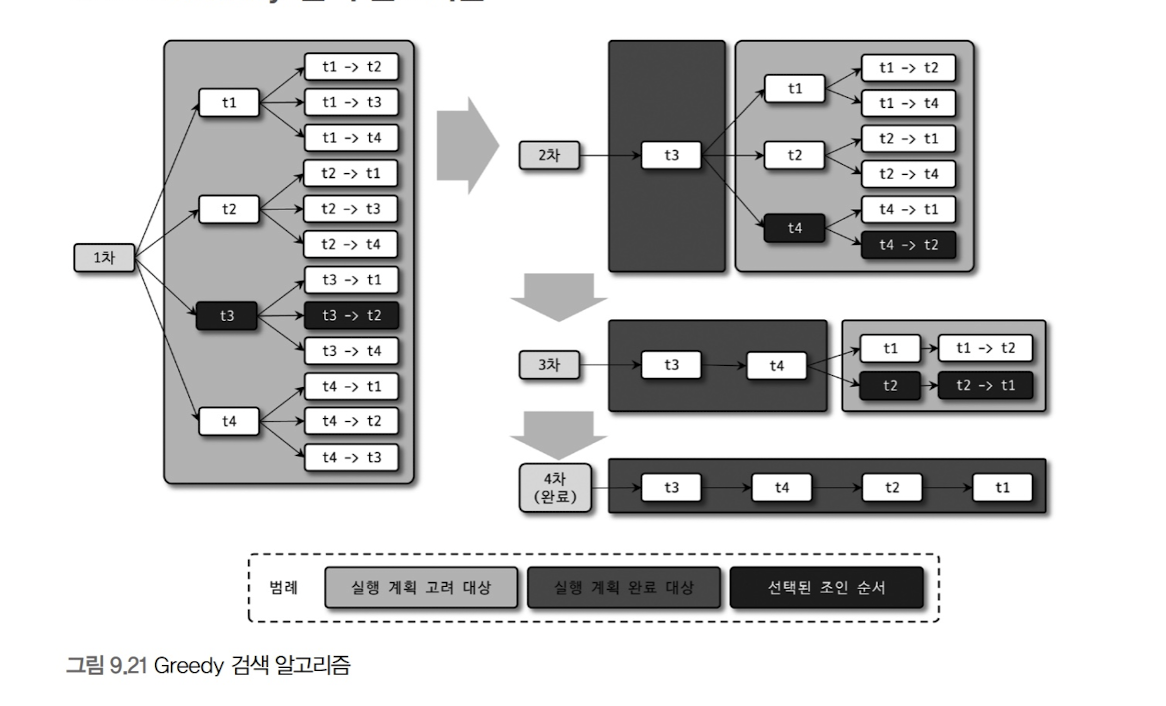 1차
t1
t1 -> t2
t1 -> t3
t1 -> t4
t2
t2 -> t1
t2 -> t3
t2 -> t4
t3
t3 -> t1
t3 -> t2
t3 -> t4
t4
t4 -> t1
t4 -> t2
t4 -> t3
2차
t3
t1
t1 -> t2
t1 -> t4
t2
t2 -> t1
t2 -> t4
t4
t4 -> t1
t4 -> t2
3차
t3
t4
t1
t1 -> t2
t2
t2 -> t1
4차
(완료)
t3
t4
t2
t1
범례
실행 계획 고려 대상
실행 계획 완료 대상
선택된 조인 순서
그림 9.21 Greedy 검색 알고리즘